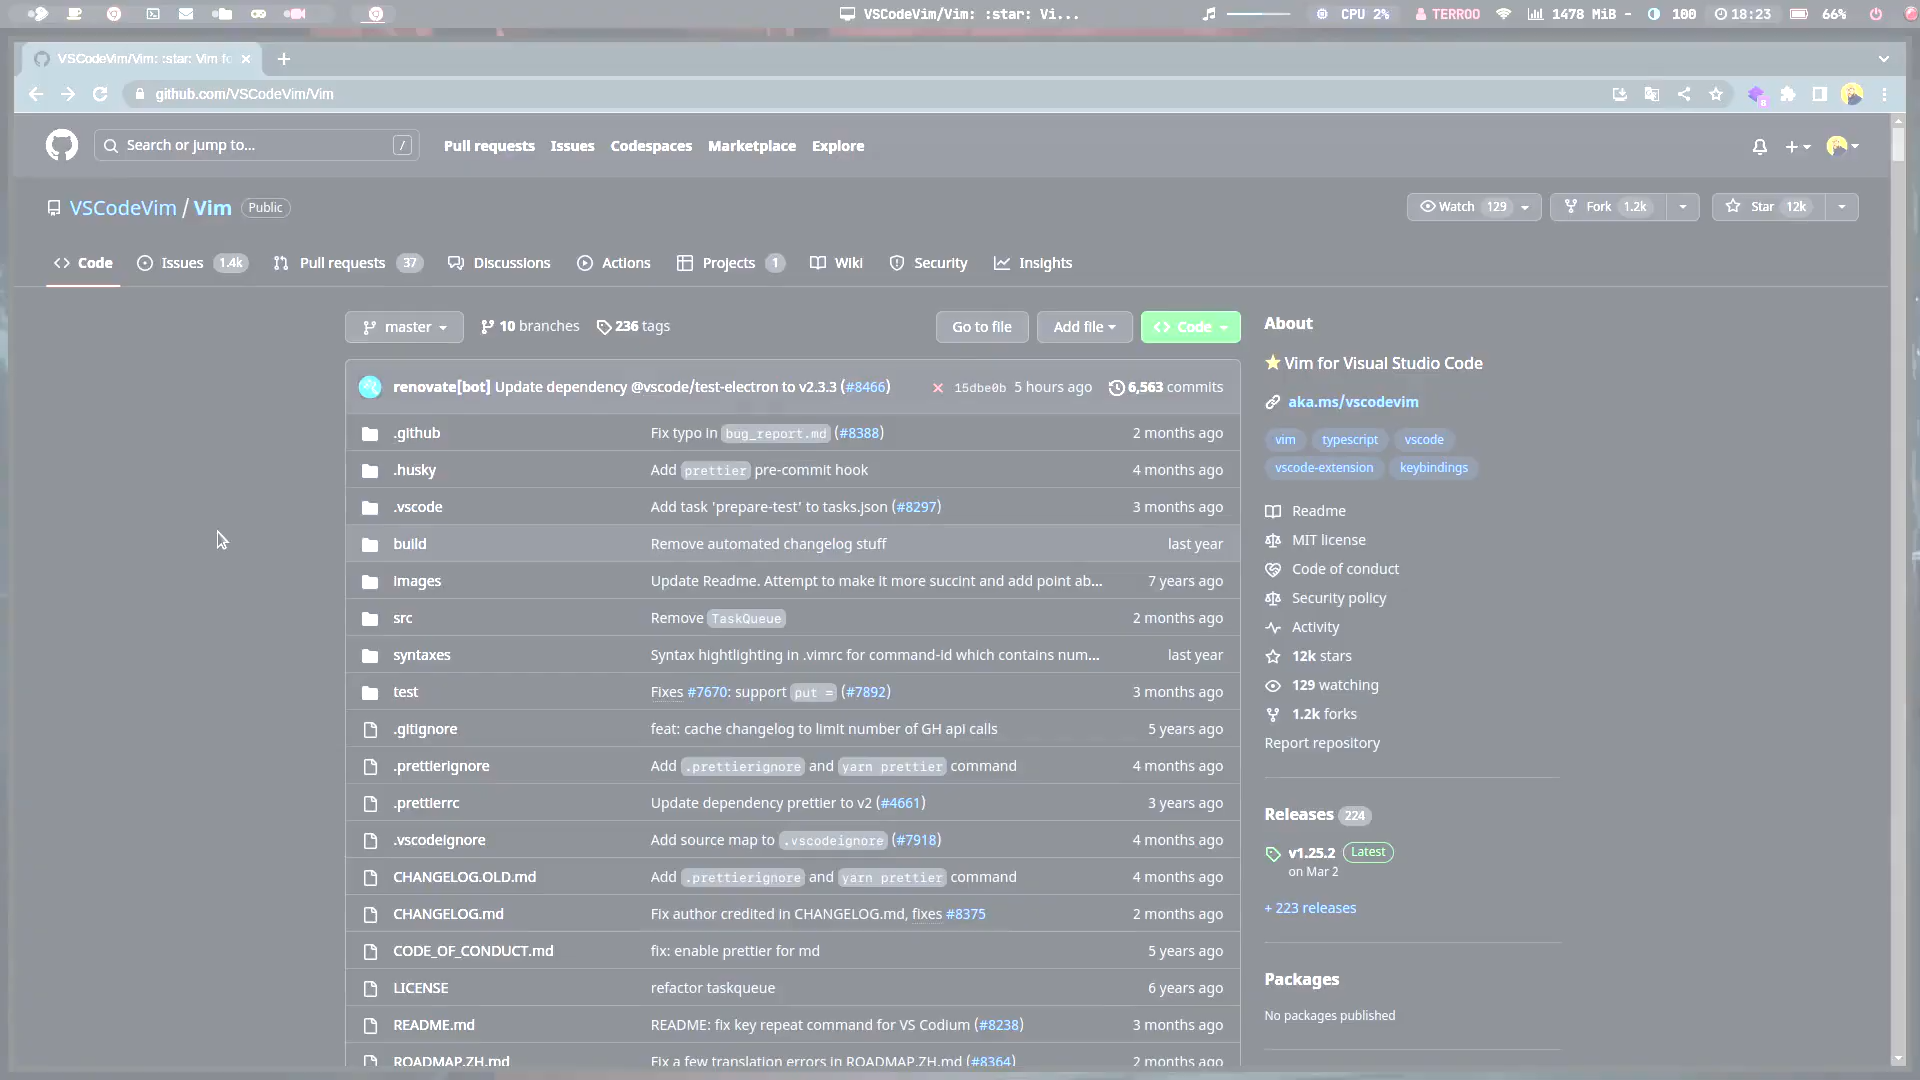 VSCodeVim/Vim: :star: Vi...
CPU 2%
TERROO
1478 MiB -
100
18:23
66%
VSCodeVim/Vim: :star: Vim fo
github.com/VSCodeVim/Vim
Search or jump to...
/
Pull requests
Issues
Codespaces
Marketplace
Explore
VSCodeVim / Vim
Public
Watch 129
Fork 1.2k
Star 12k
Code
Issues 1.4k
Pull requests 37
Discussions
Actions
Projects 1
Wiki
Security
Insights
master
10 branches
236 tags
Go to file
Add file
Code
renovate[bot] Update dependency @vscode/test-electron to v2.3.3 (#8466)
15dbe0b 5 hours ago
6,563 commits
.github Fix typo in bug_report.md (#8388) 2 months ago
.husky Add prettier pre-commit hook 4 months ago
.vscode Add task 'prepare-test' to tasks.json (#8297) 3 months ago
build Remove automated changelog stuff last year
images Update Readme. Attempt to make it more succint and add point ab... 7 years ago
src Remove TaskQueue 2 months ago
syntaxes Syntax hightlighting in .vimrc for command-id which contains num... last year
test Fixes #7670: support put = (#7892) 3 months ago
.gitignore feat: cache changelog to limit number of GH api calls 5 years ago
.prettierignore Add .prettierignore and yarn prettier command 4 months ago
.prettierrc Update dependency prettier to v2 (#4661) 3 years ago
.vscodeignore Add source map to .vscodeignore (#7918) 4 months ago
CHANGELOG.OLD.md Add .prettierignore and yarn prettier command 4 months ago
CHANGELOG.md Fix author credited in CHANGELOG.md, fixes #8375 2 months ago
CODE_OF_CONDUCT.md fix: enable prettier for md 5 years ago
LICENSE refactor taskqueue 6 years ago
README.md README: fix key repeat command for VS Codium (#8238) 3 months ago
ROADMAP.ZH.md Fix a few translation errors in ROADMAP.ZH.md (#8364) 2 months ago
About
Vim for Visual Studio Code
aka.ms/vscodevim
vim typescript vscode
vscode-extension keybindings
Readme
MIT license
Code of conduct
Security policy
Activity
12k stars
129 watching
1.2k forks
Report repository
Releases 224
v1.25.2 Latest
on Mar 2
+ 223 releases
Packages
No packages published